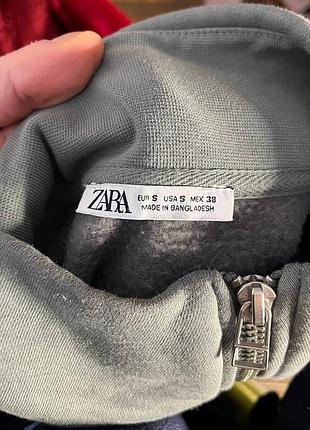 ZARA
EUR S USA S MEX 38
MADE IN BANGLADESH